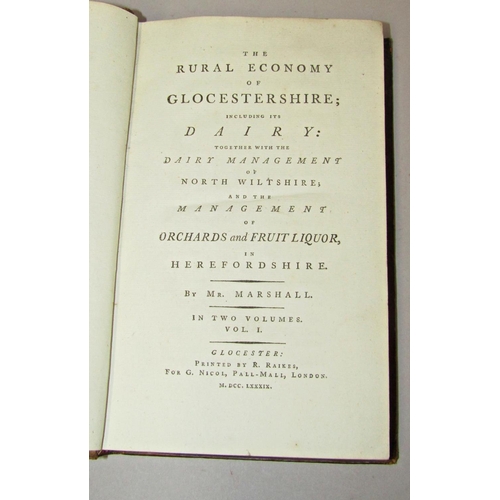 THE
RURAL ECONOMY
OF
GLOCESTERSHIRE;
INCLUDING ITS
DAIRY:
TOGETHER WITH THE
DAIRY MANAGEMENT
OF
NORTH WILTSHIRE;
AND THE
MANAGEMENT
OF
ORCHARDS and FRUIT LIQUOR,
IN
HEREFORDSHIRE.
BY MR. MARSHALL.
IN TWO VOLUMES.
VOL. I.
GLOCESTER:
PRINTED BY R. RAIKES,
FOR G. NICOL, PALL-MALL, LONDON.
M.DCC.LXXXIX.